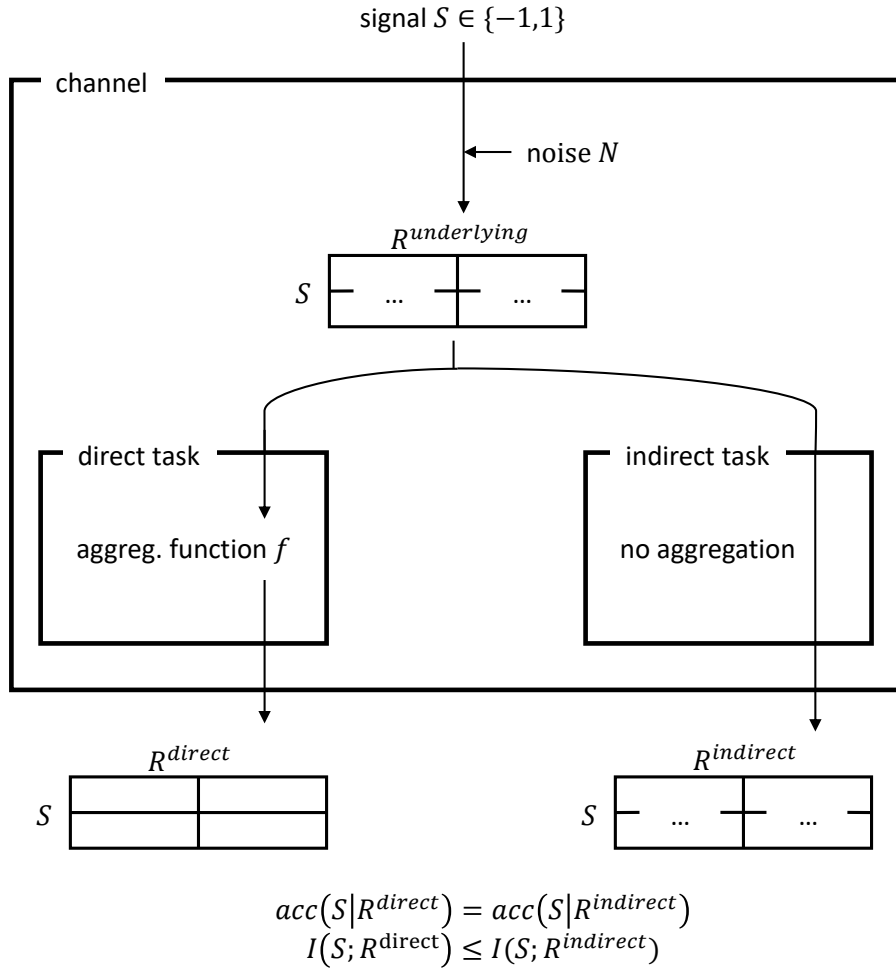 signal S ∈ {−1,1}
channel
noise N
R^{underlying}
S ... ...
direct task
indirect task
aggreg. function f
no aggregation
R^{direct}
R^{indirect}
S
S ... ...
acc(S|R^{direct}) = acc(S|R^{indirect})
I(S; R^{direct}) ≤ I(S; R^{indirect})